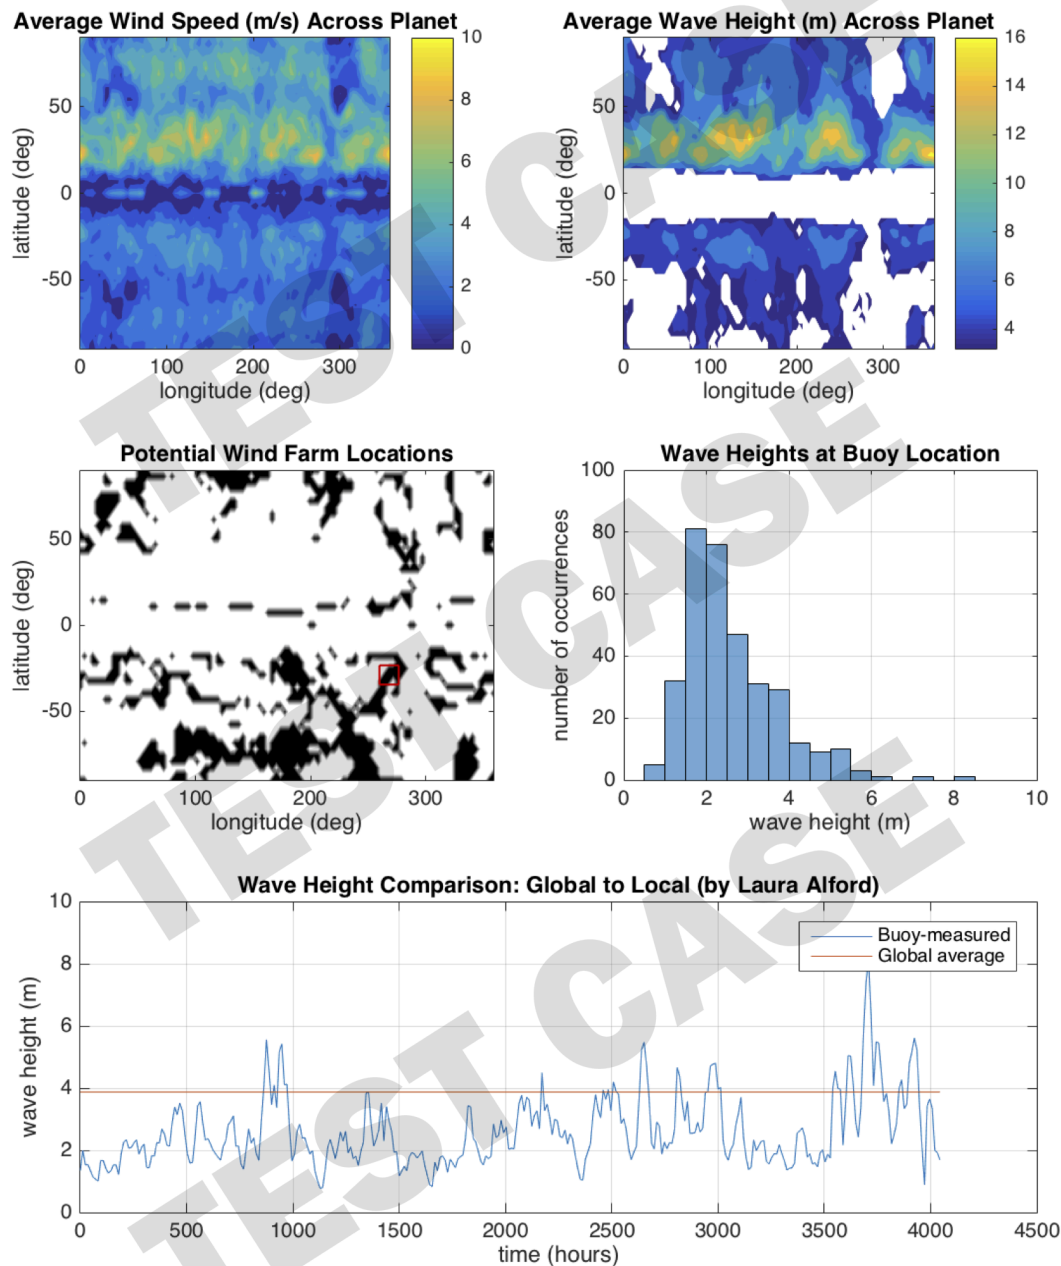 Average Wind Speed (m/s) Across Planet
latitude (deg)
50
0
-50
0 100 200 300
longitude (deg)
10
8
6
4
2
0
Average Wave Height (m) Across Planet
latitude (deg)
50
0
-50
0 100 200 300
longitude (deg)
16
14
12
10
8
6
4
Potential Wind Farm Locations
latitude (deg)
50
0
-50
0 100 200 300
longitude (deg)
Wave Heights at Buoy Location
number of occurrences
100
80
60
40
20
0
0 2 4 6 8 10
wave height (m)
Wave Height Comparison: Global to Local (by Laura Alford)
wave height (m)
10
8
6
4
2
0
Buoy-measured
Global average
0 500 1000 1500 2000 2500 3000 3500 4000 4500
time (hours)
TEST CASE
TEST CASE
TEST CASE